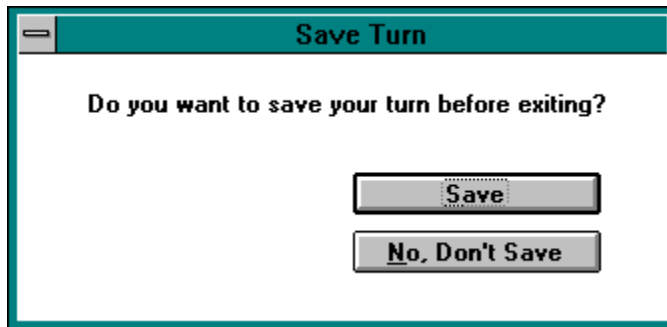 Save Turn
Do you want to save your turn before exiting?
Save
No, Don't Save